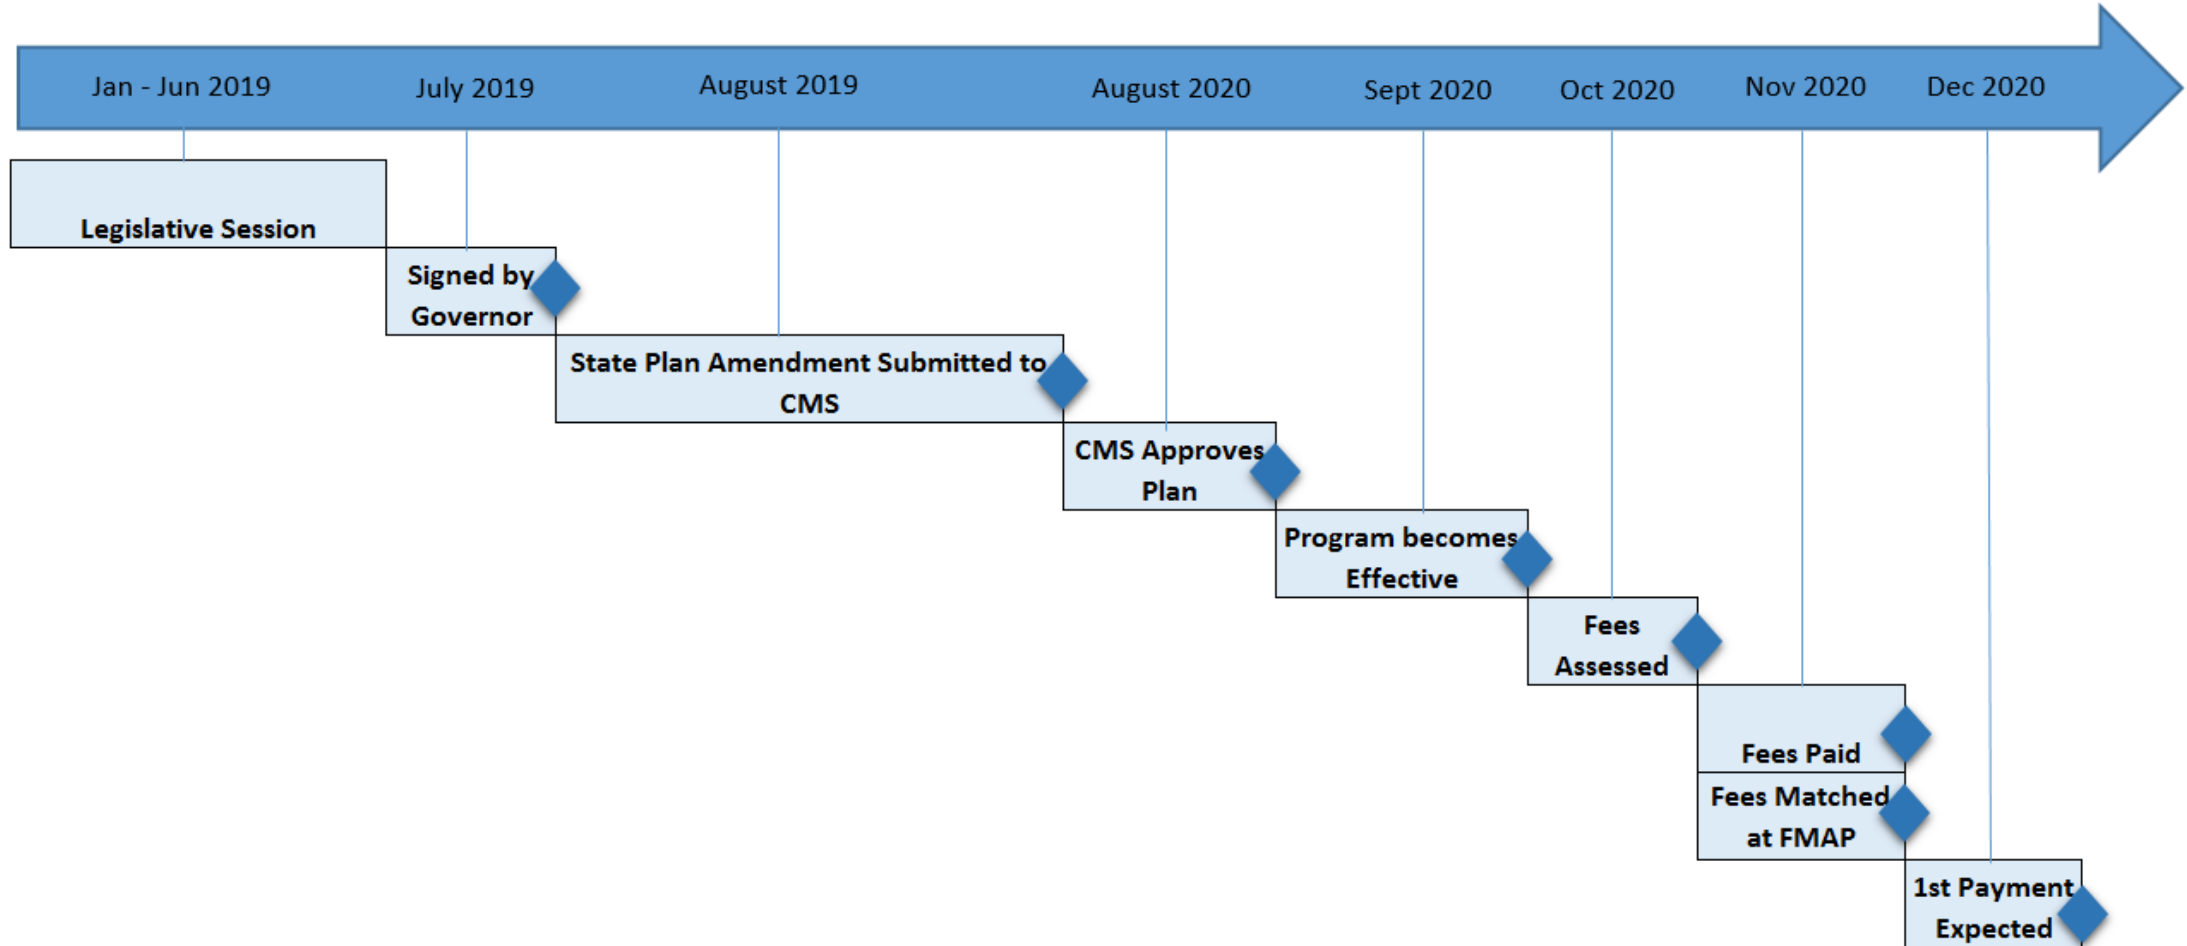 Jan - Jun 2019
July 2019
August 2019
August 2020
Sept 2020
Oct 2020
Nov 2020
Dec 2020
Legislative Session
Signed by
Governor
State Plan Amendment Submitted to
CMS
CMS Approves
Plan
Program becomes
Effective
Fees
Assessed
Fees Paid
Fees Matched
at FMAP
1st Payment
Expected